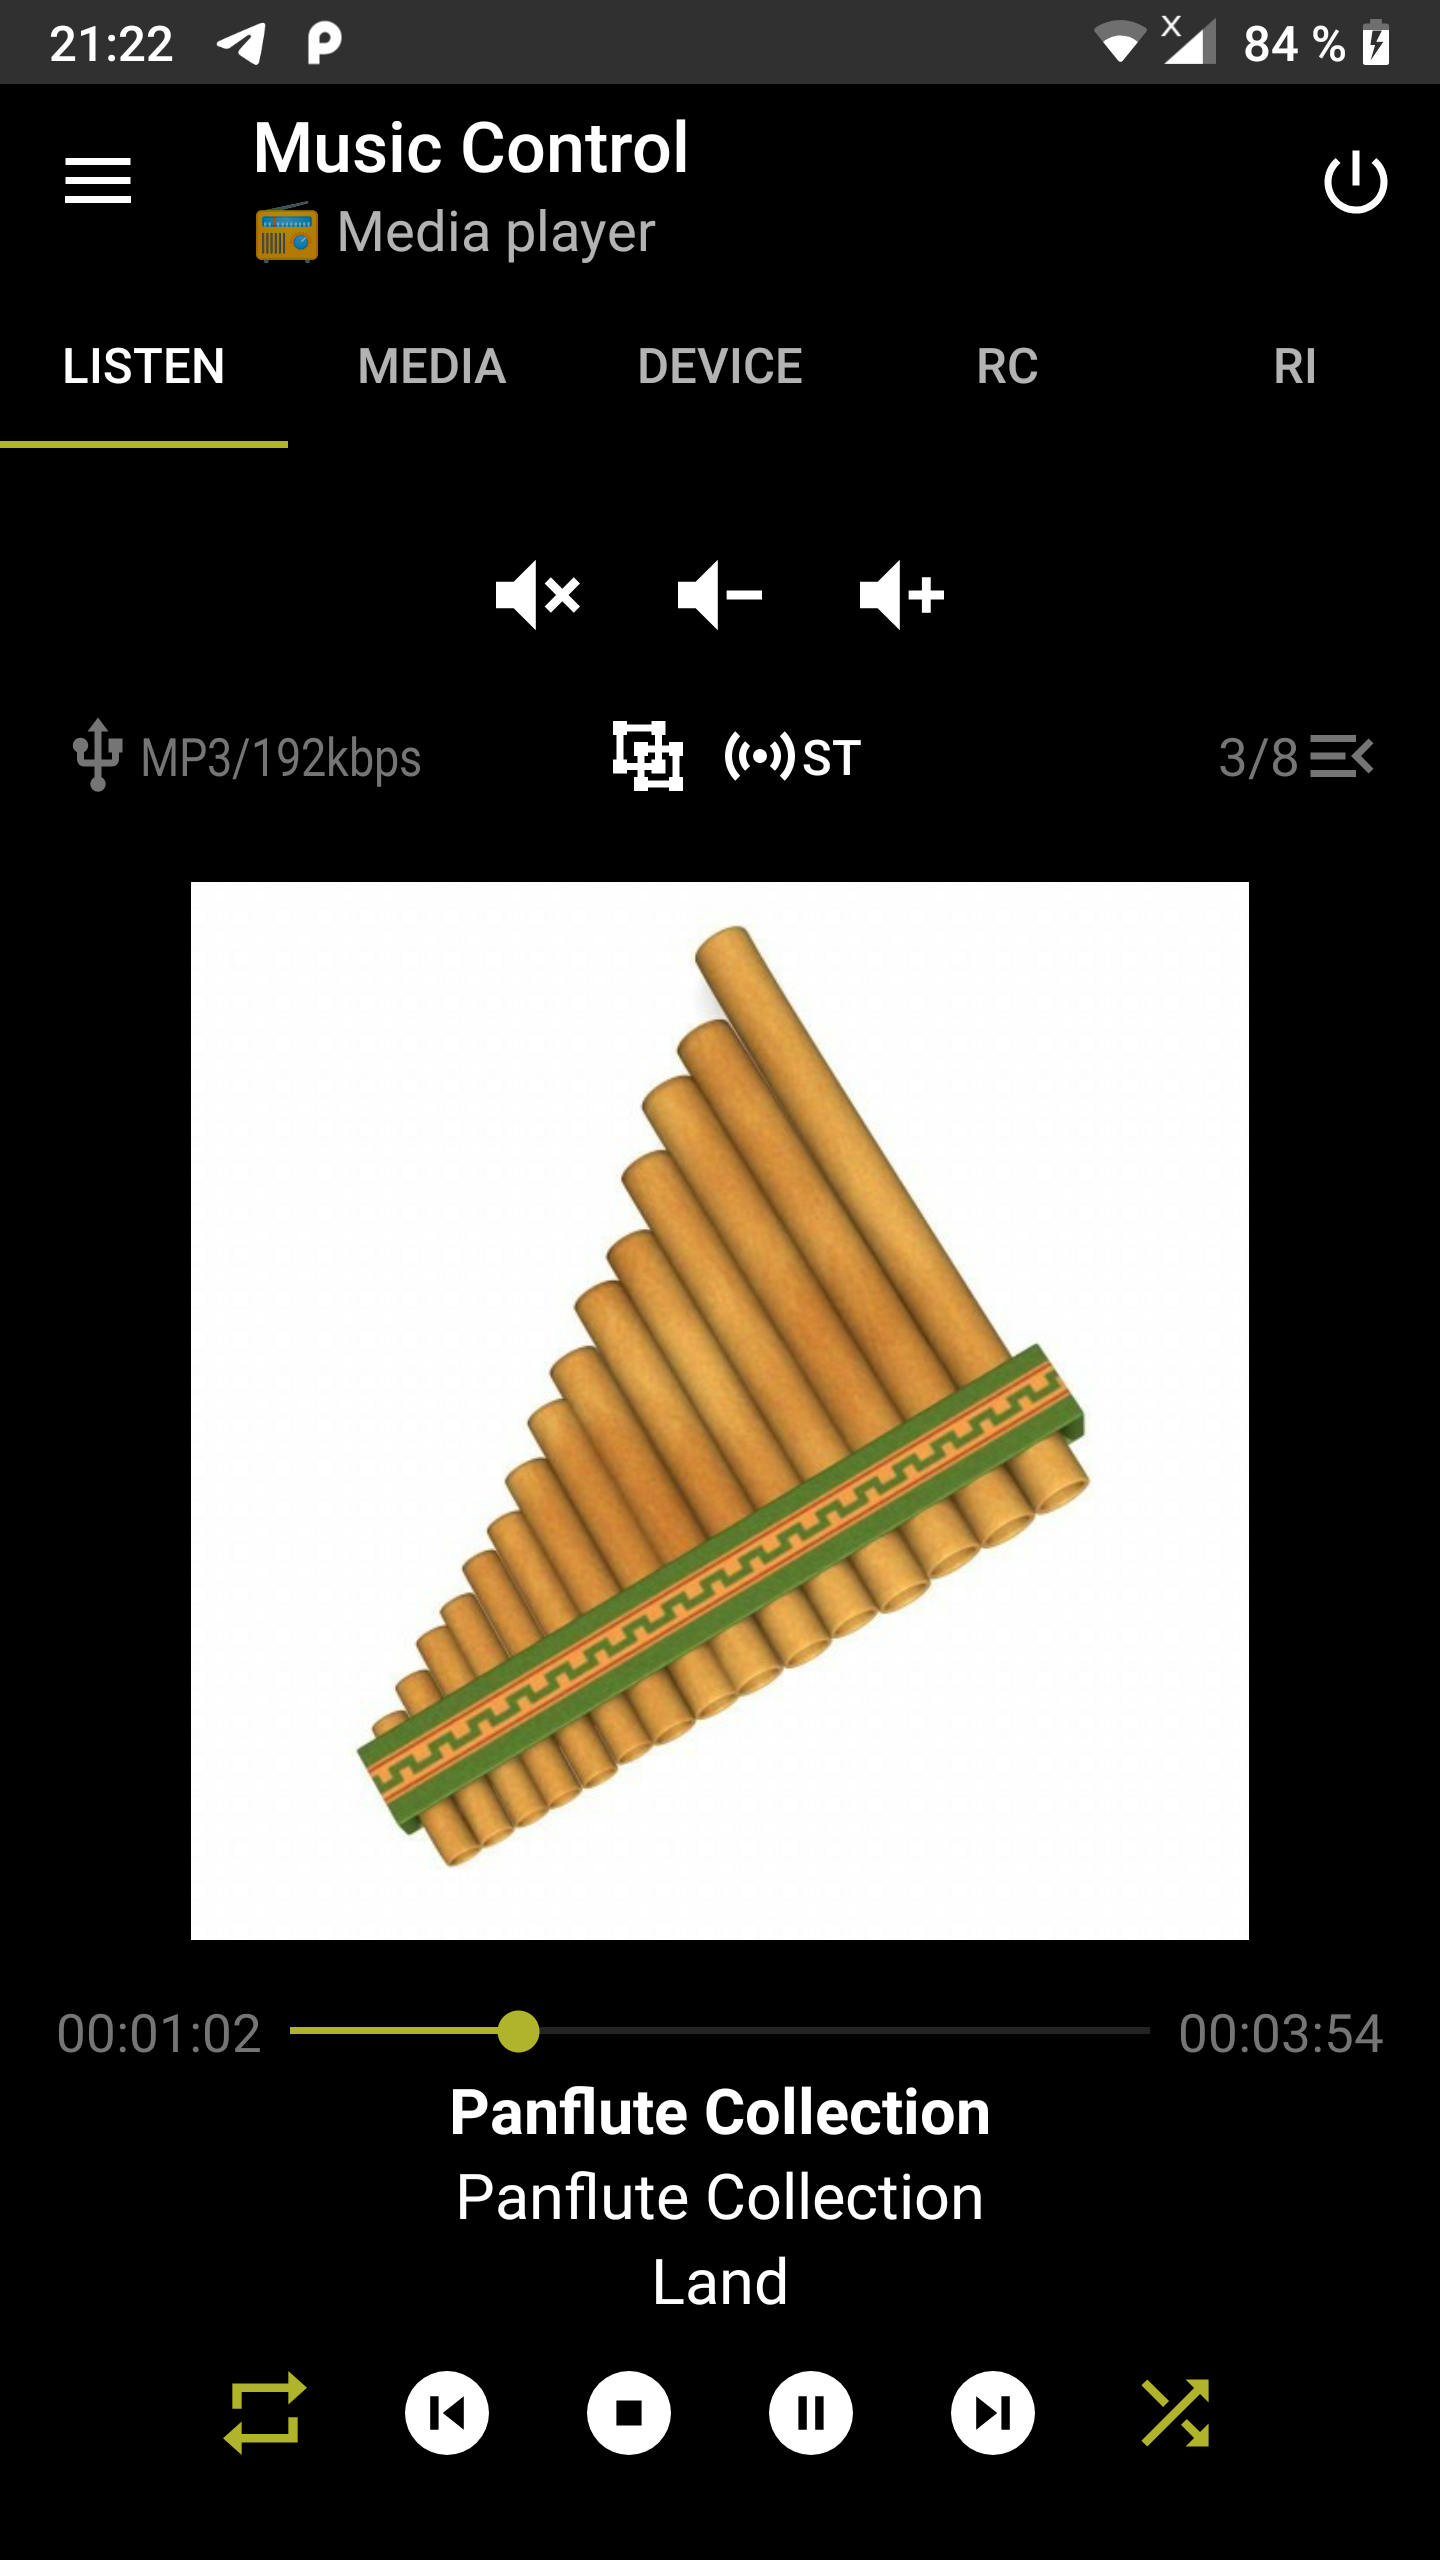 21:22 84 %
Music Control
Media player
LISTEN MEDIA DEVICE RC RI
MP3/192kbps ST 3/8
00:01:02 00:03:54
Panflute Collection
Panflute Collection
Land